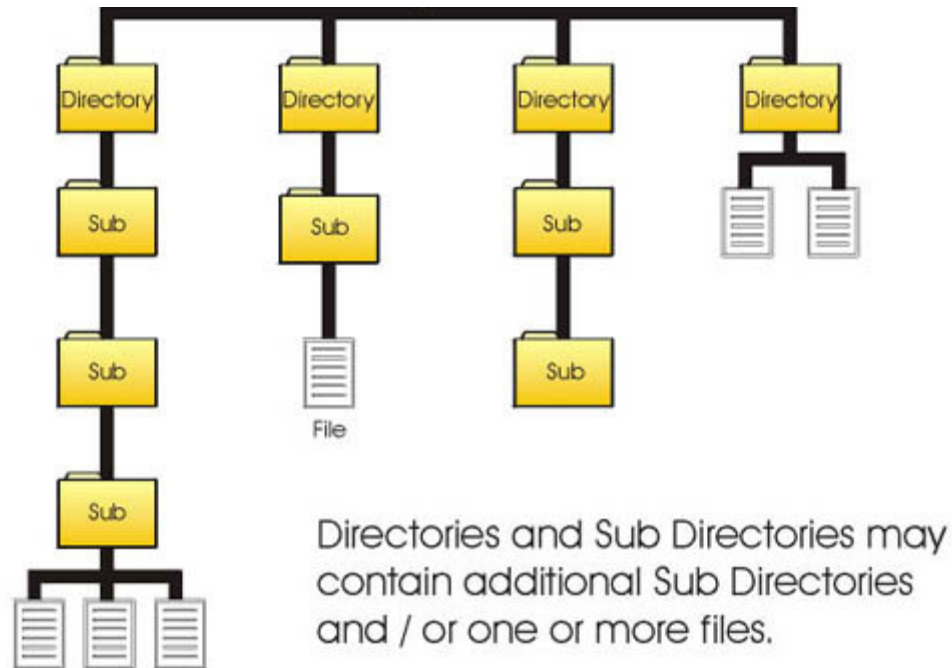 Directory Directory Directory Directory
Sub Sub Sub
Sub Sub
File
Sub
Directories and Sub Directories may
contain additional Sub Directories
and / or one or more files.